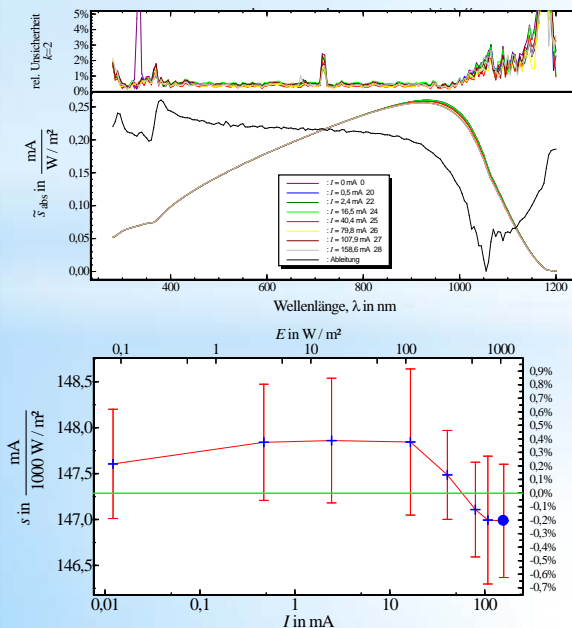 rel. Unsicherheit
k=2
5%
4%
3%
2%
1%
0%
s̃ abs in mA / W / m²
0,25
0,20
0,15
0,10
0,05
0,00
: I = 0 mA 0
: I = 0,5 mA 20
: I = 2,4 mA 22
: I = 16,5 mA 24
: I = 40,4 mA 25
: I = 79,8 mA 26
: I = 107,9 mA 27
: I = 158,6 mA 28
: Ableitung
400 600 800 1000 1200
Wellenlänge, λ in nm
E in W / m²
0,1 1 10 100 1000
s in mA / 1000 W / m²
148,5
148,0
147,5
147,0
146,5
0,9%
0,8%
0,7%
0,6%
0,5%
0,4%
0,3%
0,2%
0,1%
0,0%
-0,1%
-0,2%
-0,3%
-0,4%
-0,5%
-0,6%
-0,7%
0,01 0,1 1 10 100
I in mA